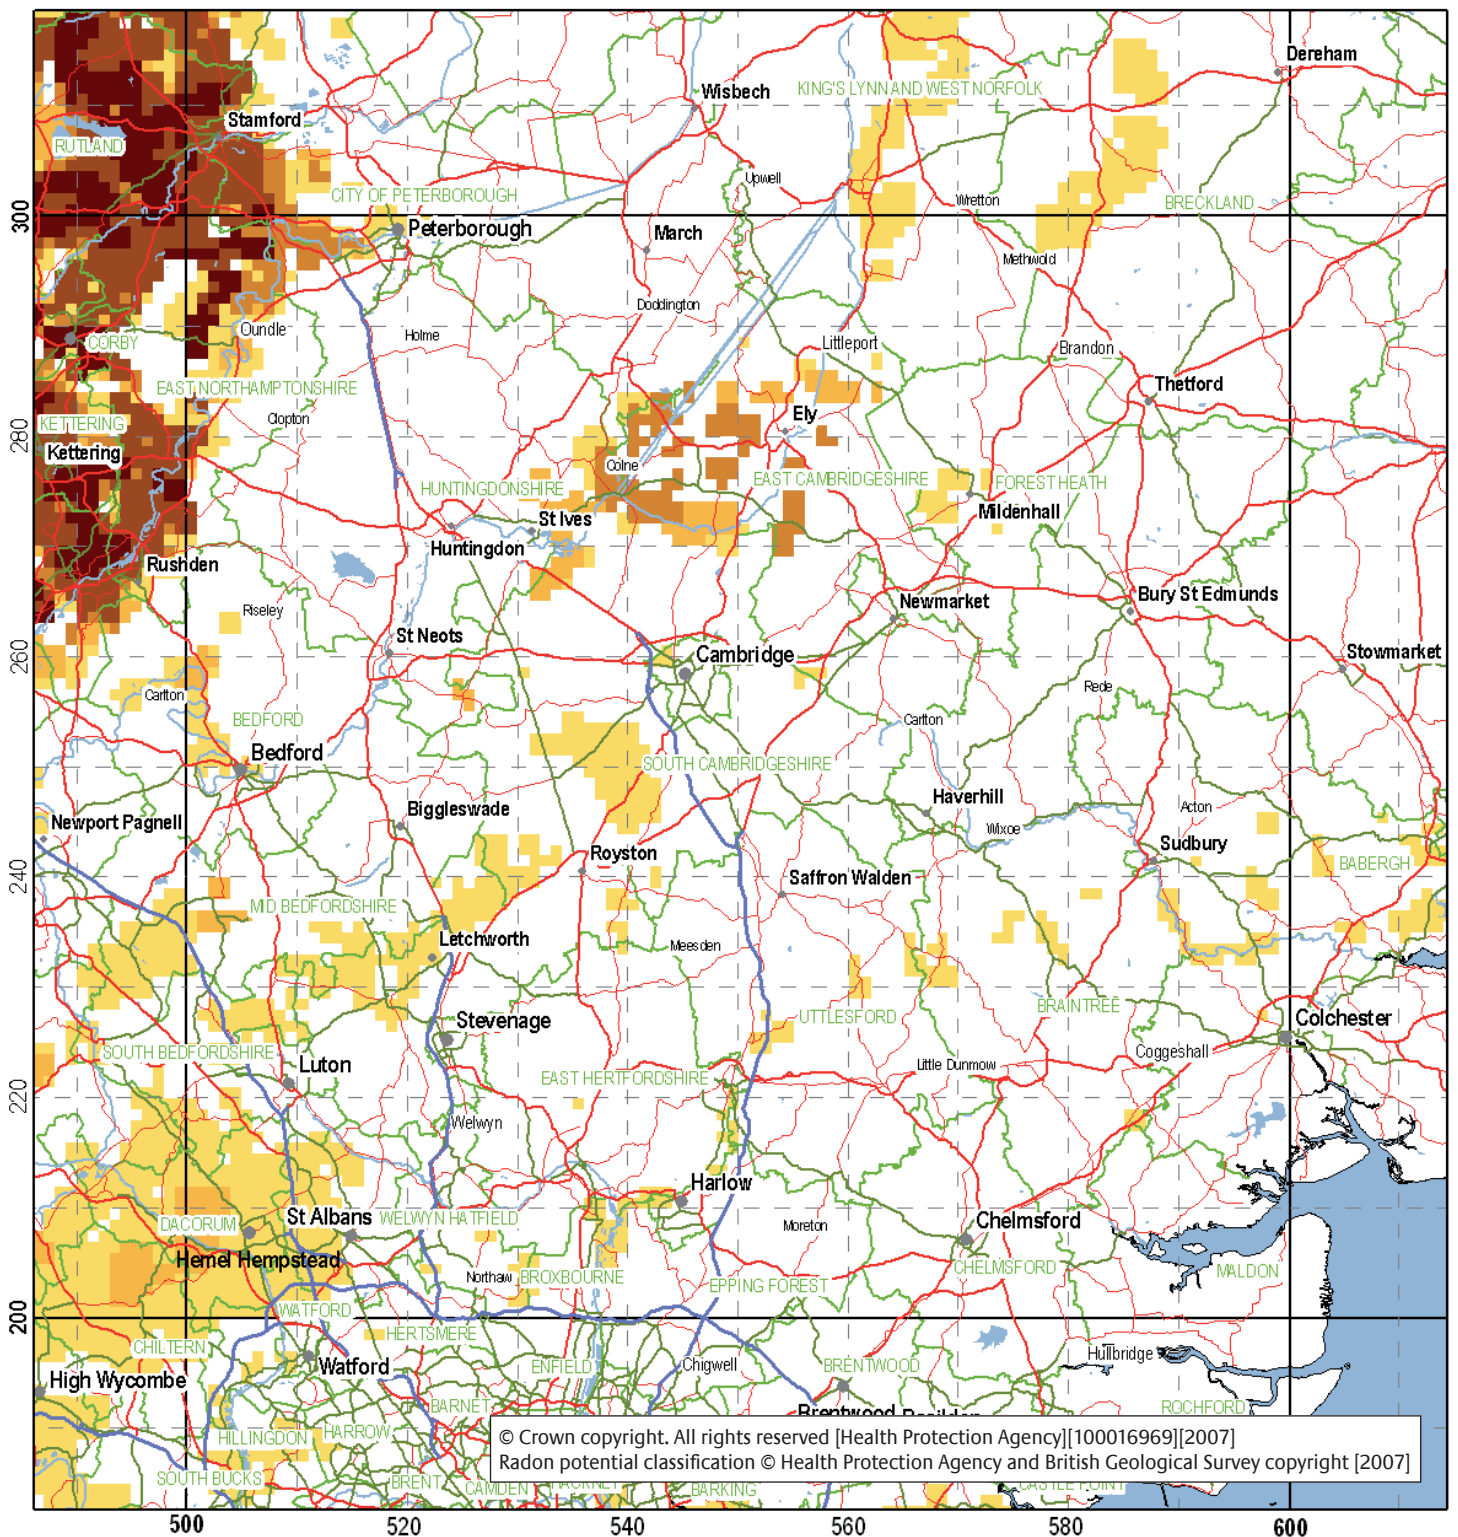 Dereham
Wisbech
KING'S LYNN AND WEST NORFOLK
Stamford
RUTLAND
Upwell
CITY OF PETERBOROUGH
Wretton
BRECKLAND
300
Peterborough
March
Methwold
Doddington
Oundle
Holme
CORBY
Littleport
Brandon
EAST NORTHAMPTONSHIRE
Thetford
Clopton
Ely
KETTERING
280
Kettering
Colne
HUNTINGDONSHIRE
EAST CAMBRIDGESHIRE
FOREST HEATH
St Ives
Mildenhall
Huntingdon
Rushden
Riseley
Newmarket
Bury St Edmunds
St Neots
260
Cambridge
Stowmarket
Carlton
Rede
BEDFORD
Carlton
Bedford
SOUTH CAMBRIDGESHIRE
Newport Pagnell
Biggleswade
Haverhill
Acton
Wixoe
Royston
Sudbury
240
BABERGH
Saffron Walden
MID BEDFORDSHIRE
Letchworth
Meesden
BRAINTREE
Stevenage
UTTLESFORD
Colchester
SOUTH BEDFORDSHIRE
Coggeshall
Luton
EAST HERTFORDSHIRE
Little Dunmow
220
Welwyn
Harlow
St Albans
WELWYN HATFIELD
DACORUM
Moreton
Chelmsford
Hemel Hempstead
Northaw
BROXBOURNE
EPPING FOREST
CHELMSFORD
MALDON
200
WATFORD
HERTSMERE
CHILTERN
Watford
ENFIELD
Chigwell
BRENTWOOD
Hullbridge
High Wycombe
BARNET
Brentwood
ROCHFORD
HILLINGDON
HARROW
© Crown copyright. All rights reserved [Health Protection Agency][100016969][2007]
Radon potential classification © Health Protection Agency and British Geological Survey copyright [2007]
SOUTH BUCKS
BRENT
CAMDEN
BARKING
500
520
540
560
580
600